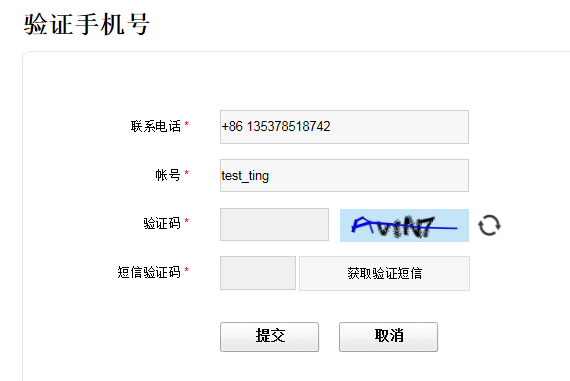 验证手机号
联系电话 * +86 135378518742
帐号 * test_ting
验证码 *
短信验证码 * 获取验证短信
提交 取消